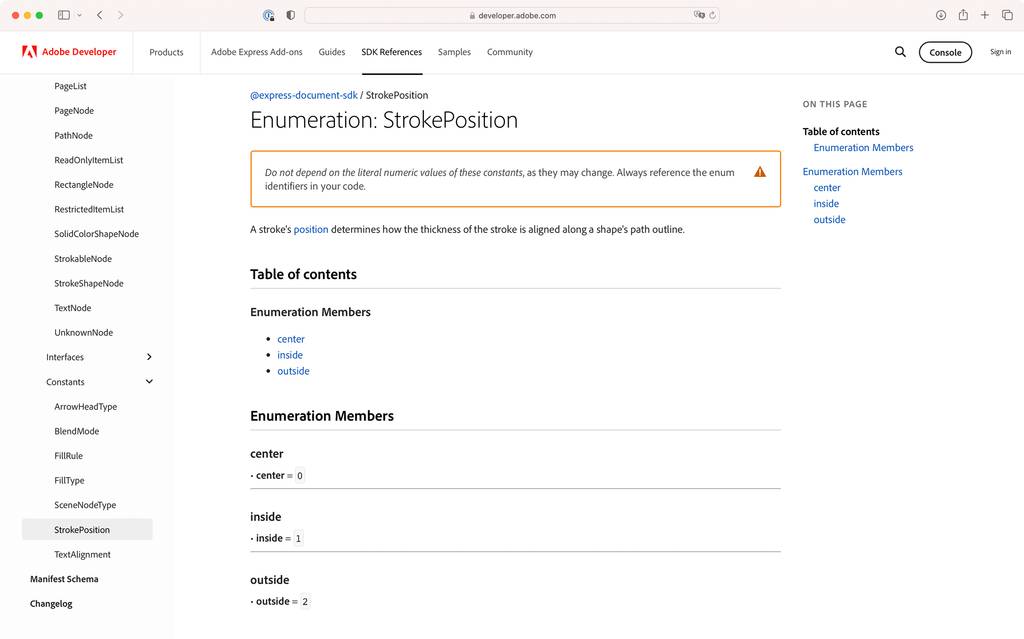 developer.adobe.com
Adobe Developer
Products
Adobe Express Add-ons
Guides
SDK References
Samples
Community
Console
Sign in
PageList
PageNode
PathNode
ReadOnlyItemList
RectangleNode
RestrictedItemList
SolidColorShapeNode
StrokableNode
StrokeShapeNode
TextNode
UnknownNode
Interfaces
Constants
ArrowHeadType
BlendMode
FillRule
FillType
SceneNodeType
StrokePosition
TextAlignment
Manifest Schema
Changelog
@express-document-sdk / StrokePosition
Enumeration: StrokePosition
Do not depend on the literal numeric values of these constants, as they may change. Always reference the enum
identifiers in your code.
A stroke's position determines how the thickness of the stroke is aligned along a shape's path outline.
Table of contents
Enumeration Members
• center
• inside
• outside
Enumeration Members
center
• center = 0
inside
• inside = 1
outside
• outside = 2
ON THIS PAGE
Table of contents
Enumeration Members
Enumeration Members
center
inside
outside